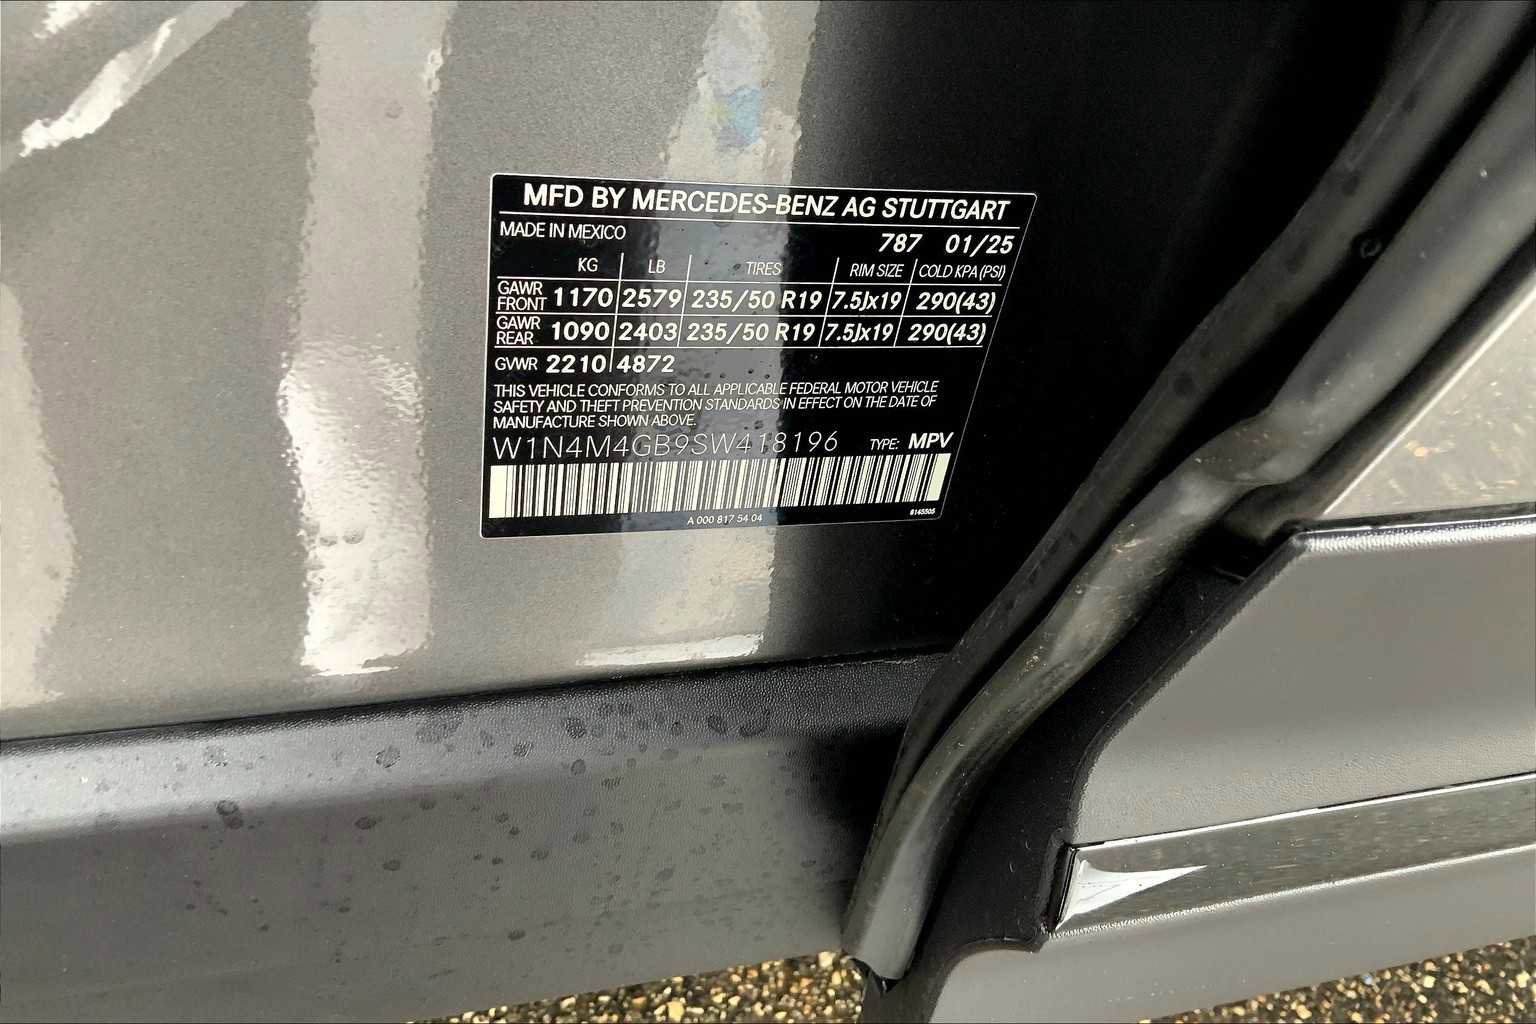 MFD BY MERCEDES-BENZ AG STUTTGART
MADE IN MEXICO
787 01/25
KG LB TIRES RIM SIZE COLD KPA (PSI)
GAWR FRONT 1170 2579 235/50 R19 7.5Jx19 290(43)
GAWR REAR 1090 2403 235/50 R19 7.5Jx19 290(43)
GVWR 2210 4872
THIS VEHICLE CONFORMS TO ALL APPLICABLE FEDERAL MOTOR VEHICLE
SAFETY AND THEFT PREVENTION STANDARDS IN EFFECT ON THE DATE OF
MANUFACTURE SHOWN ABOVE.
W1N4M4GB9SW418196 TYPE: MPV
A 000 817 54 04 8145505